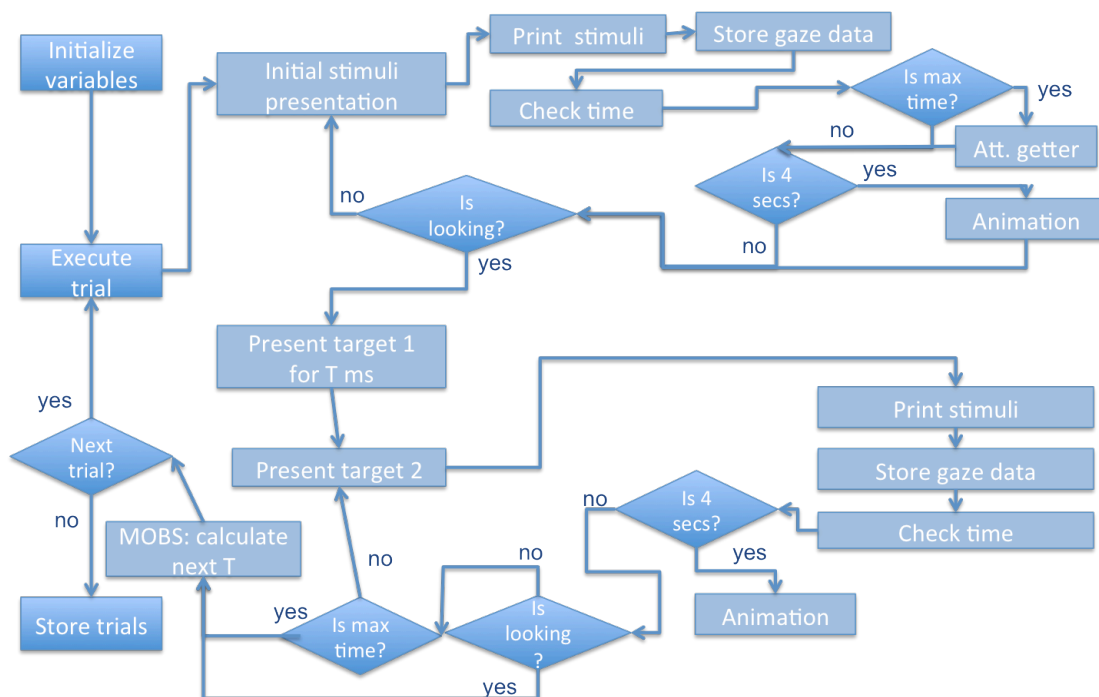 Initialize
variables
Initial stimuli
presentation
Print stimuli
Store gaze data
Check time
Is max
time?
yes
no
Att. getter
Is 4
secs?
yes
no
Animation
Is
looking?
no
yes
Execute
trial
Present target 1
for T ms
Present target 2
Print stimuli
Store gaze data
Check time
Is 4
secs?
no
yes
Animation
Is
looking
?
no
yes
Is max
time?
no
yes
MOBS: calculate
next T
Next
trial?
yes
no
Store trials